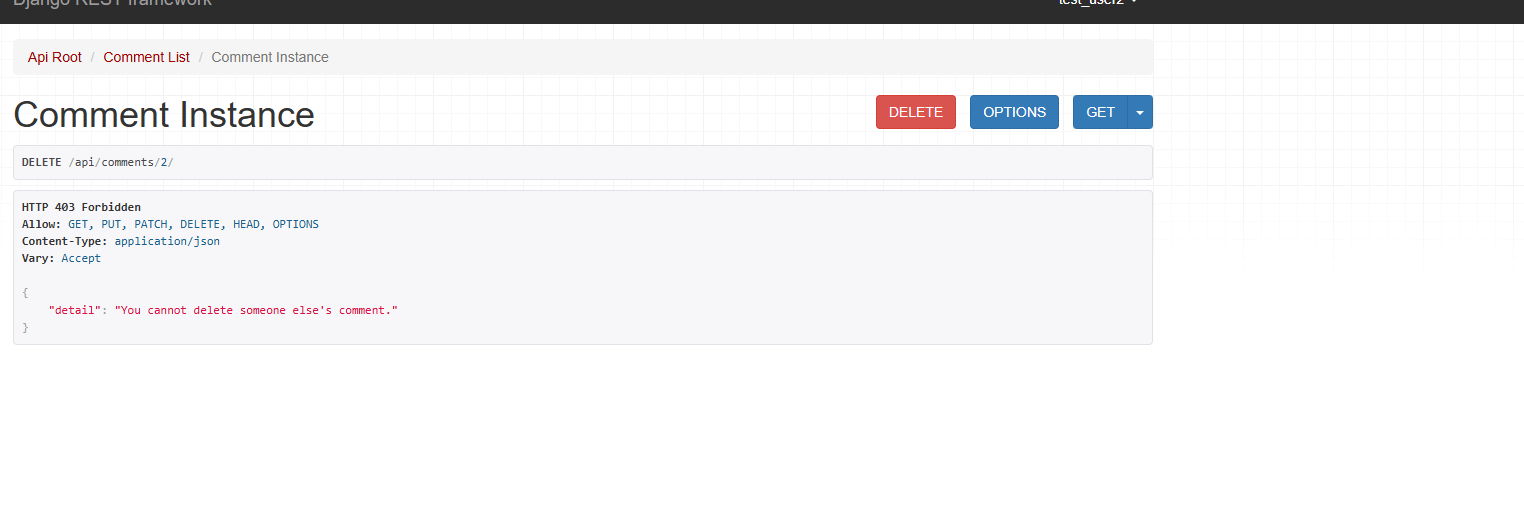 Django REST framework
test_user2
Api Root / Comment List / Comment Instance
Comment Instance
DELETE
OPTIONS
GET
DELETE /api/comments/2/
HTTP 403 Forbidden
Allow: GET, PUT, PATCH, DELETE, HEAD, OPTIONS
Content-Type: application/json
Vary: Accept
{
    "detail": "You cannot delete someone else's comment."
}